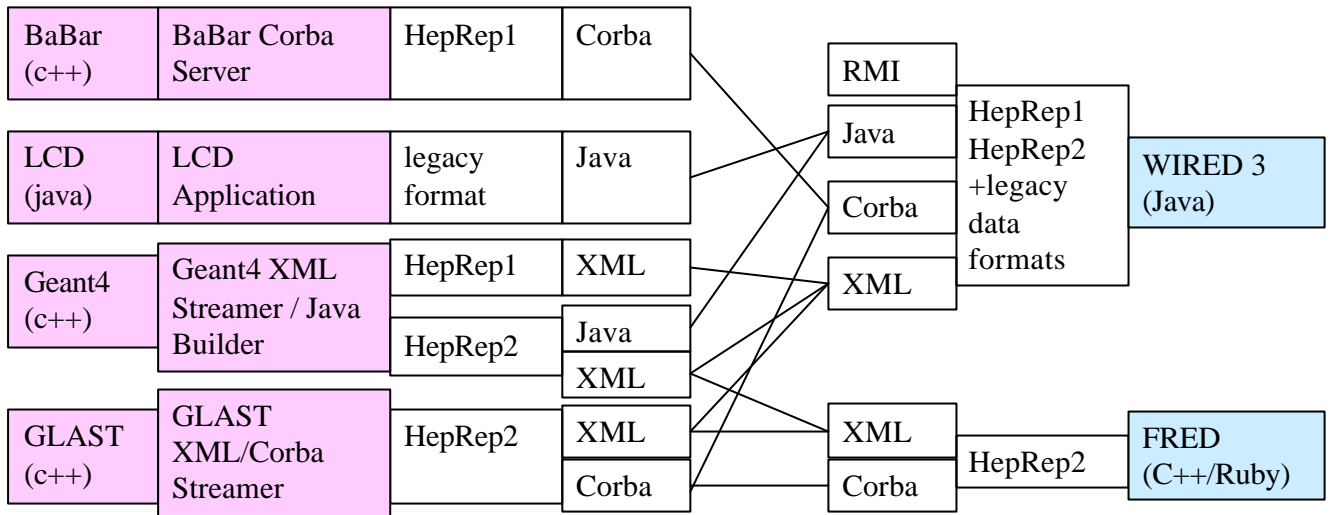 BaBar
(c++)
BaBar Corba
Server
HepRep1
Corba
LCD
(java)
LCD
Application
legacy
format
Java
Geant4
(c++)
Geant4 XML
Streamer / Java
Builder
HepRep1
XML
HepRep2
Java
XML
GLAST
(c++)
GLAST
XML/Corba
Streamer
HepRep2
XML
Corba
RMI
Java
Corba
XML
HepRep1
HepRep2
+legacy
data
formats
WIRED 3
(Java)
XML
Corba
HepRep2
FRED
(C++/Ruby)